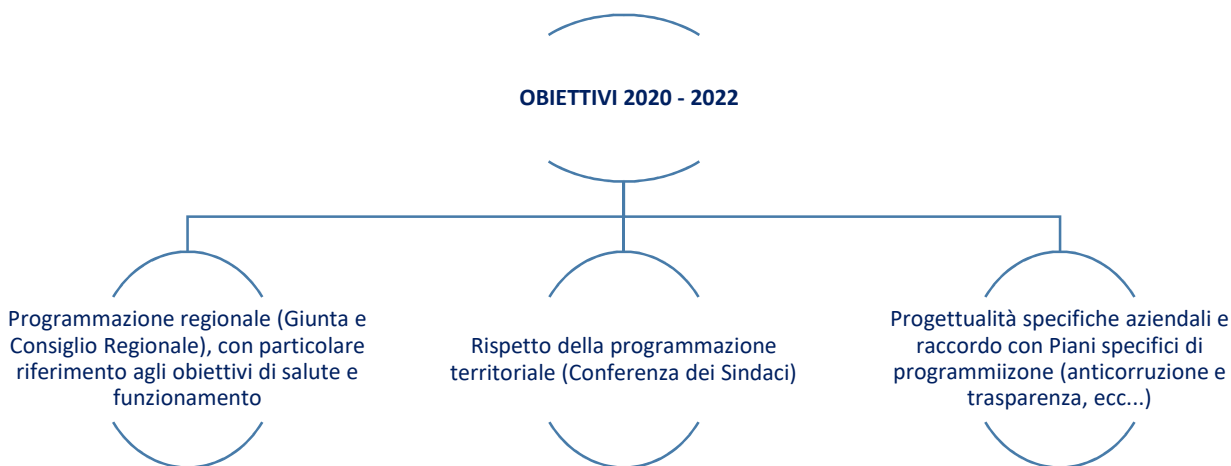 OBIETTIVI 2020 - 2022
Programmazione regionale (Giunta e
Consiglio Regionale), con particolare
riferimento agli obiettivi di salute e
funzionamento
Rispetto della programmazione
territoriale (Conferenza dei Sindaci)
Progettualità specifiche aziendali e
raccordo con Piani specifici di
programmiizone (anticorruzione e
trasparenza, ecc...)